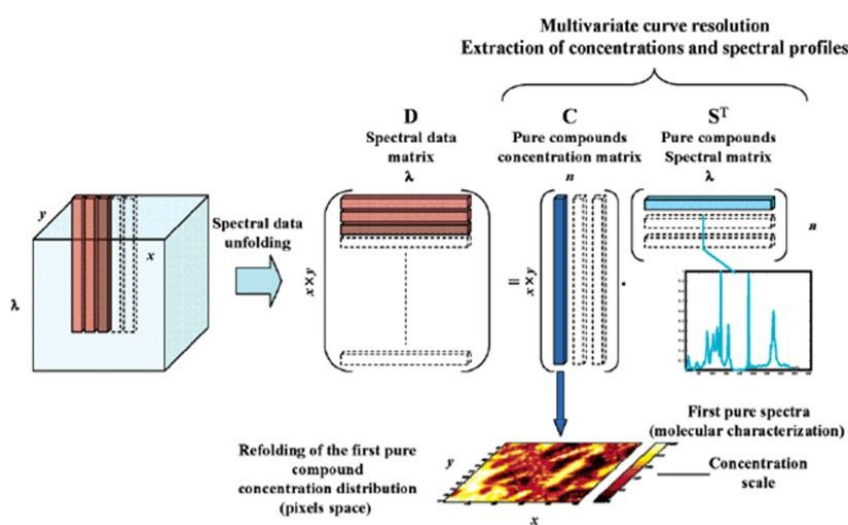 Multivariate curve resolution
Extraction of concentrations and spectral profiles
D
Spectral data
matrix
λ
C
Pure compounds
concentration matrix
n
Sᵀ
Pure compounds
Spectral matrix
λ
y
x
λ
Spectral data
unfolding
x×y
=
x×y
.
n
First pure spectra
(molecular characterization)
Refolding of the first pure
compound
concentration distribution
(pixels space)
y
x
Concentration
scale